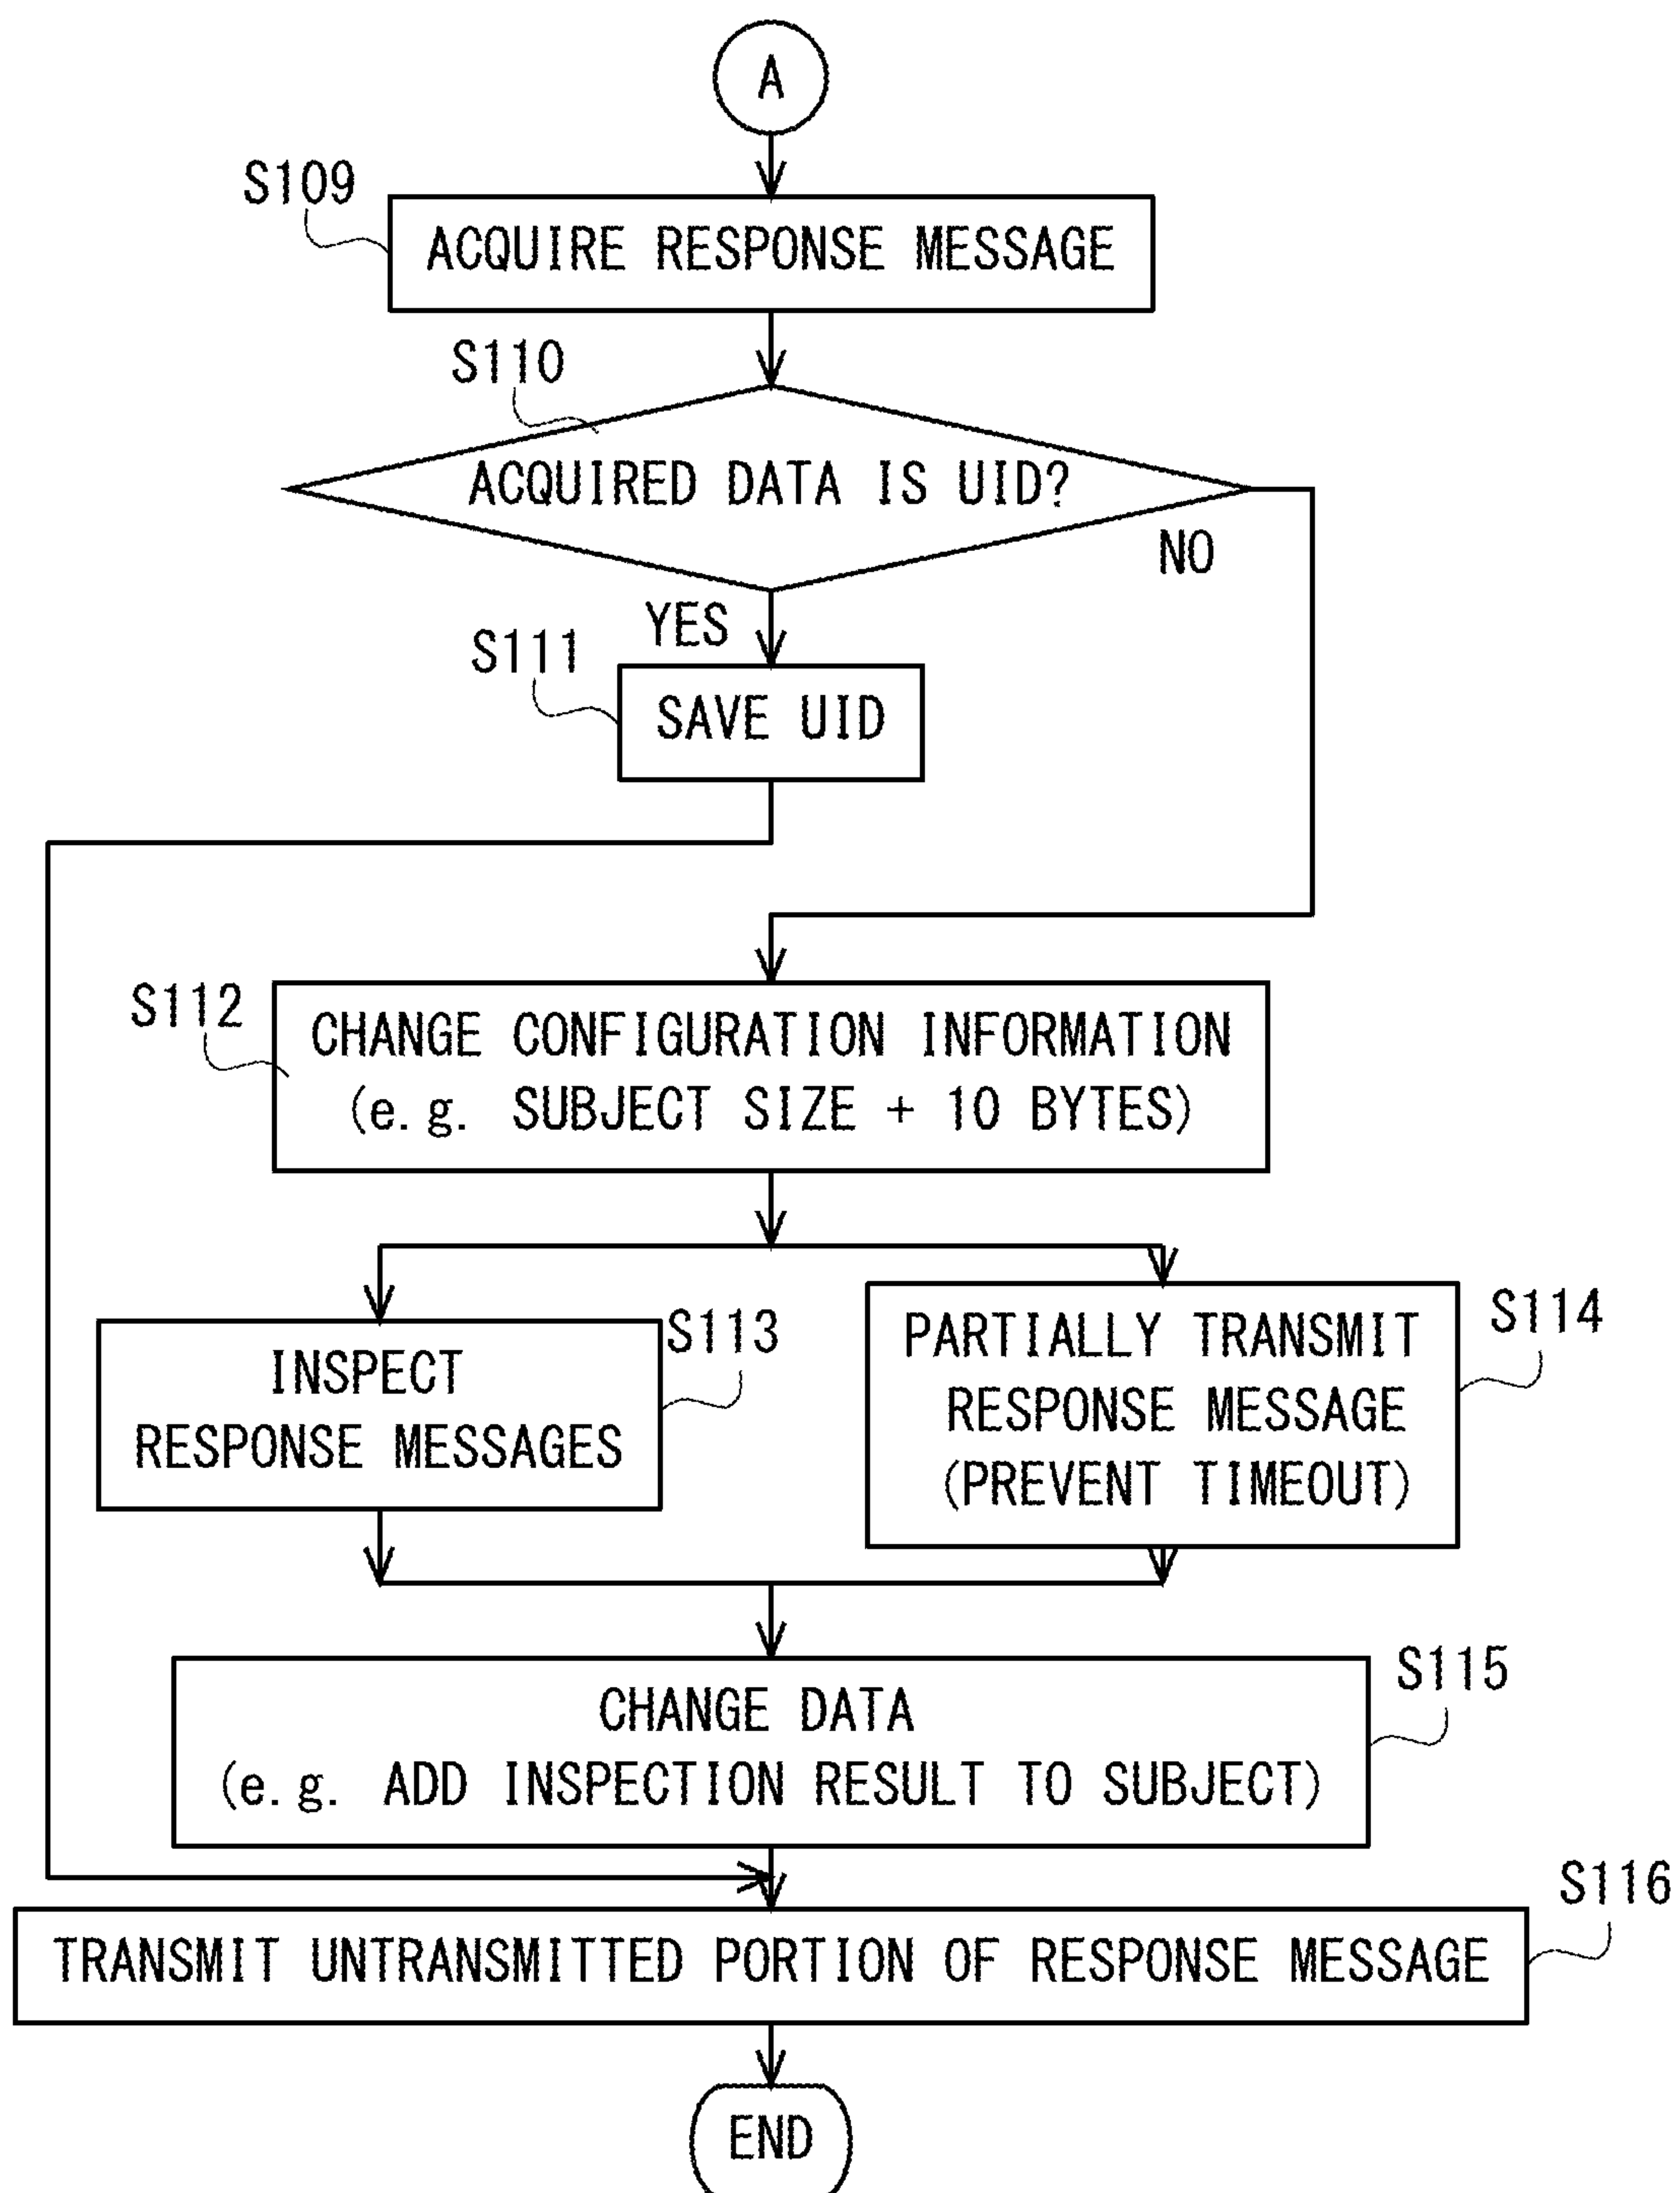 A
S109
ACQUIRE RESPONSE MESSAGE
S110
ACQUIRED DATA IS UID?
NO
YES
S111
SAVE UID
S112
CHANGE CONFIGURATION INFORMATION
(e.g. SUBJECT SIZE + 10 BYTES)
S113
INSPECT
RESPONSE MESSAGES
S114
PARTIALLY TRANSMIT
RESPONSE MESSAGE
(PREVENT TIMEOUT)
S115
CHANGE DATA
(e.g. ADD INSPECTION RESULT TO SUBJECT)
S116
TRANSMIT UNTRANSMITTED PORTION OF RESPONSE MESSAGE
END